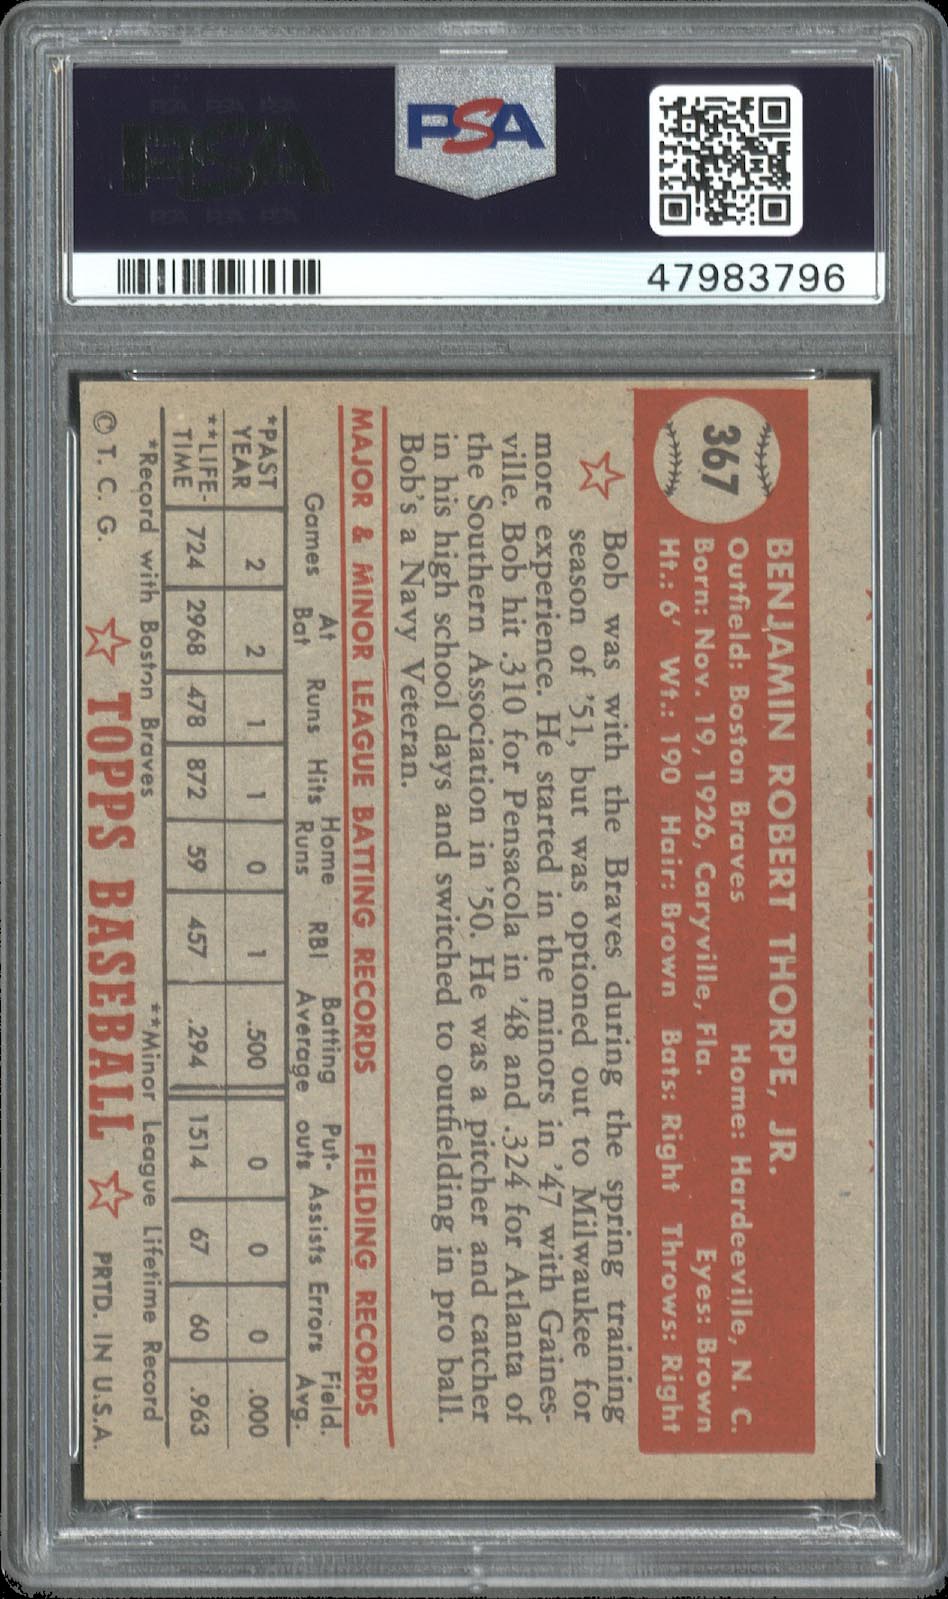 PSA
PSA
47983796
367
BENJAMIN ROBERT THORPE, JR.
Outfield: Boston Braves Home: Hardeeville, N. C.
Born: Nov. 19, 1926, Caryville, Fla. Eyes: Brown
Ht.: 6' Wt.: 190 Hair: Brown Bats: Right Throws: Right
Bob was with the Braves during the spring training
season of '51, but was optioned out to Milwaukee for
more experience. He started in the minors in '47 with Gaines-
ville. Bob hit .310 for Pensacola in '48 and .324 for Atlanta of
the Southern Association in '50. He was a pitcher and catcher
in his high school days and switched to outfielding in pro ball.
Bob's a Navy Veteran.
MAJOR & MINOR LEAGUE BATTING RECORDS FIELDING RECORDS
Games At Bat Runs Hits Home Runs RBI Batting Average Put-outs Assists Errors Field. Avg.
*PAST YEAR 2 2 1 1 0 1 .500 0 0 0 .000
**LIFE-TIME 724 2968 478 872 59 457 .294 1514 67 60 .963
*Record with Boston Braves **Minor League Lifetime Record
© T. C. G. TOPPS BASEBALL PRTD. IN U.S.A.